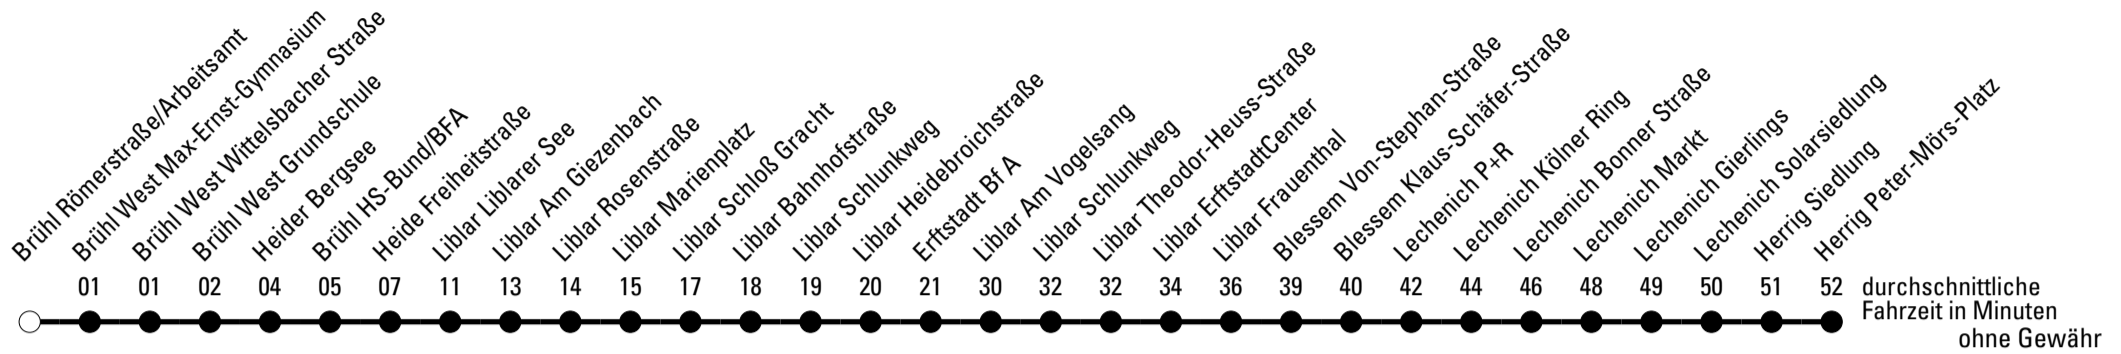 Brühl Römerstraße/Arbeitsamt
Brühl West Max-Ernst-Gymnasium
Brühl West Wittelsbacher Straße
Brühl West Grundschule
Heider Bergsee
Brühl HS-Bund/BFA
Heide Freiheitstraße
Liblar Liblarer See
Liblar Am Giezenbach
Liblar Rosenstraße
Liblar Marienplatz
Liblar Schloß Gracht
Liblar Bahnhofstraße
Liblar Schlunkweg
Liblar Heidebroichstraße
Erftstadt Bf A
Liblar Am Vogelsang
Liblar Schlunkweg
Liblar Theodor-Heuss-Straße
Liblar ErftstadtCenter
Liblar Frauenthal
Blessem Von-Stephan-Straße
Blessem Klaus-Schäfer-Straße
Lechenich P+R
Lechenich Kölner Ring
Lechenich Bonner Straße
Lechenich Markt
Lechenich Gierlings
Lechenich Solarsiedlung
Herrig Siedlung
Herrig Peter-Mörs-Platz
01 01 02 04 05 07 11 13 14 15 17 18 19 20 21 30 32 32 34 36 39 40 42 44 46 48 49 50 51 52 durchschnittliche
Fahrzeit in Minuten
ohne Gewähr